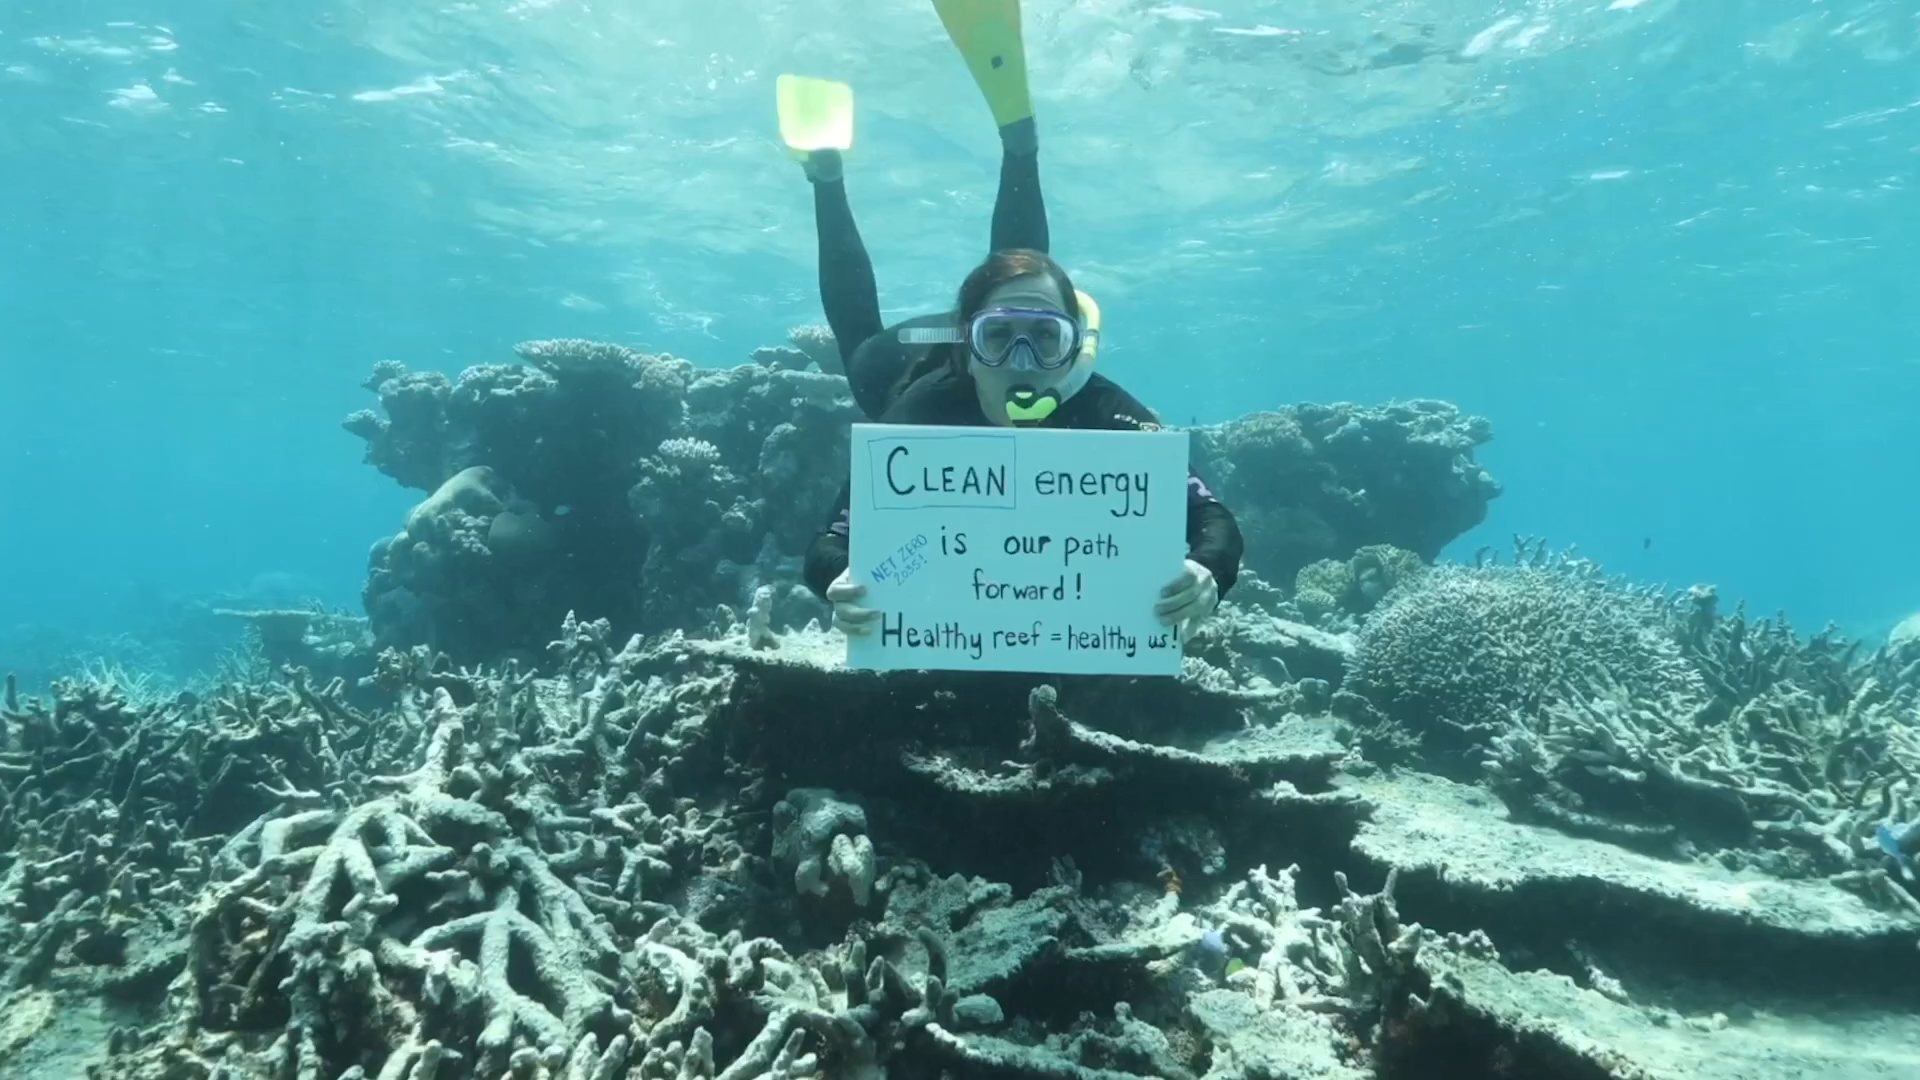 CLEAN energy
is our path
forward!
NET ZERO
2035!
Healthy reef = healthy us!